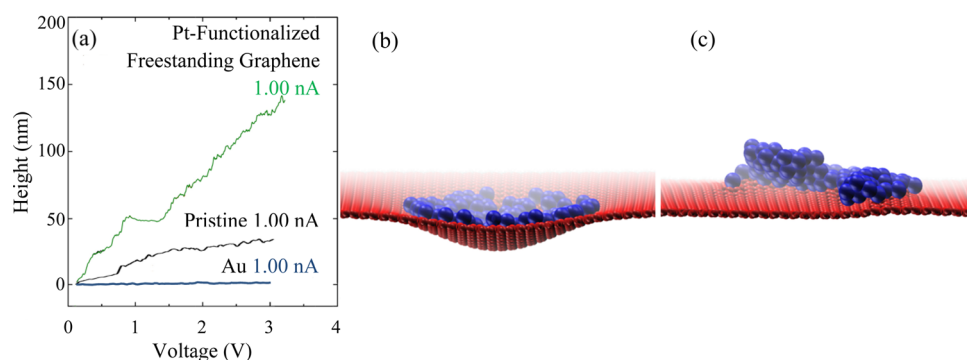 (a)
Pt-Functionalized
Freestanding Graphene
1.00 nA
Pristine 1.00 nA
Au 1.00 nA
Height (nm)
200
150
100
50
0
0 1 2 3 4
Voltage (V)
(b)
(c)